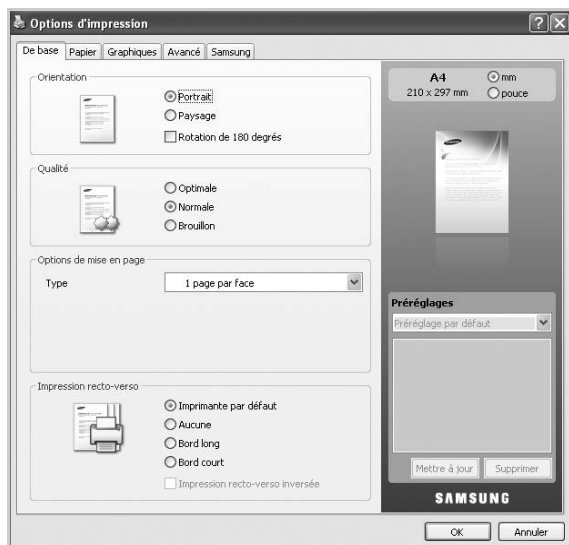 Options d'impression
De base Papier Graphiques Avancé Samsung
Orientation
Portrait
Paysage
Rotation de 180 degrés
Qualité
Optimale
Normale
Brouillon
Options de mise en page
Type 1 page par face
Impression recto-verso
Imprimante par défaut
Aucune
Bord long
Bord court
Impression recto-verso inversée
A4 mm
210 x 297 mm pouce
Préréglages
Préréglage par défaut
Mettre à jour Supprimer
SAMSUNG
OK Annuler